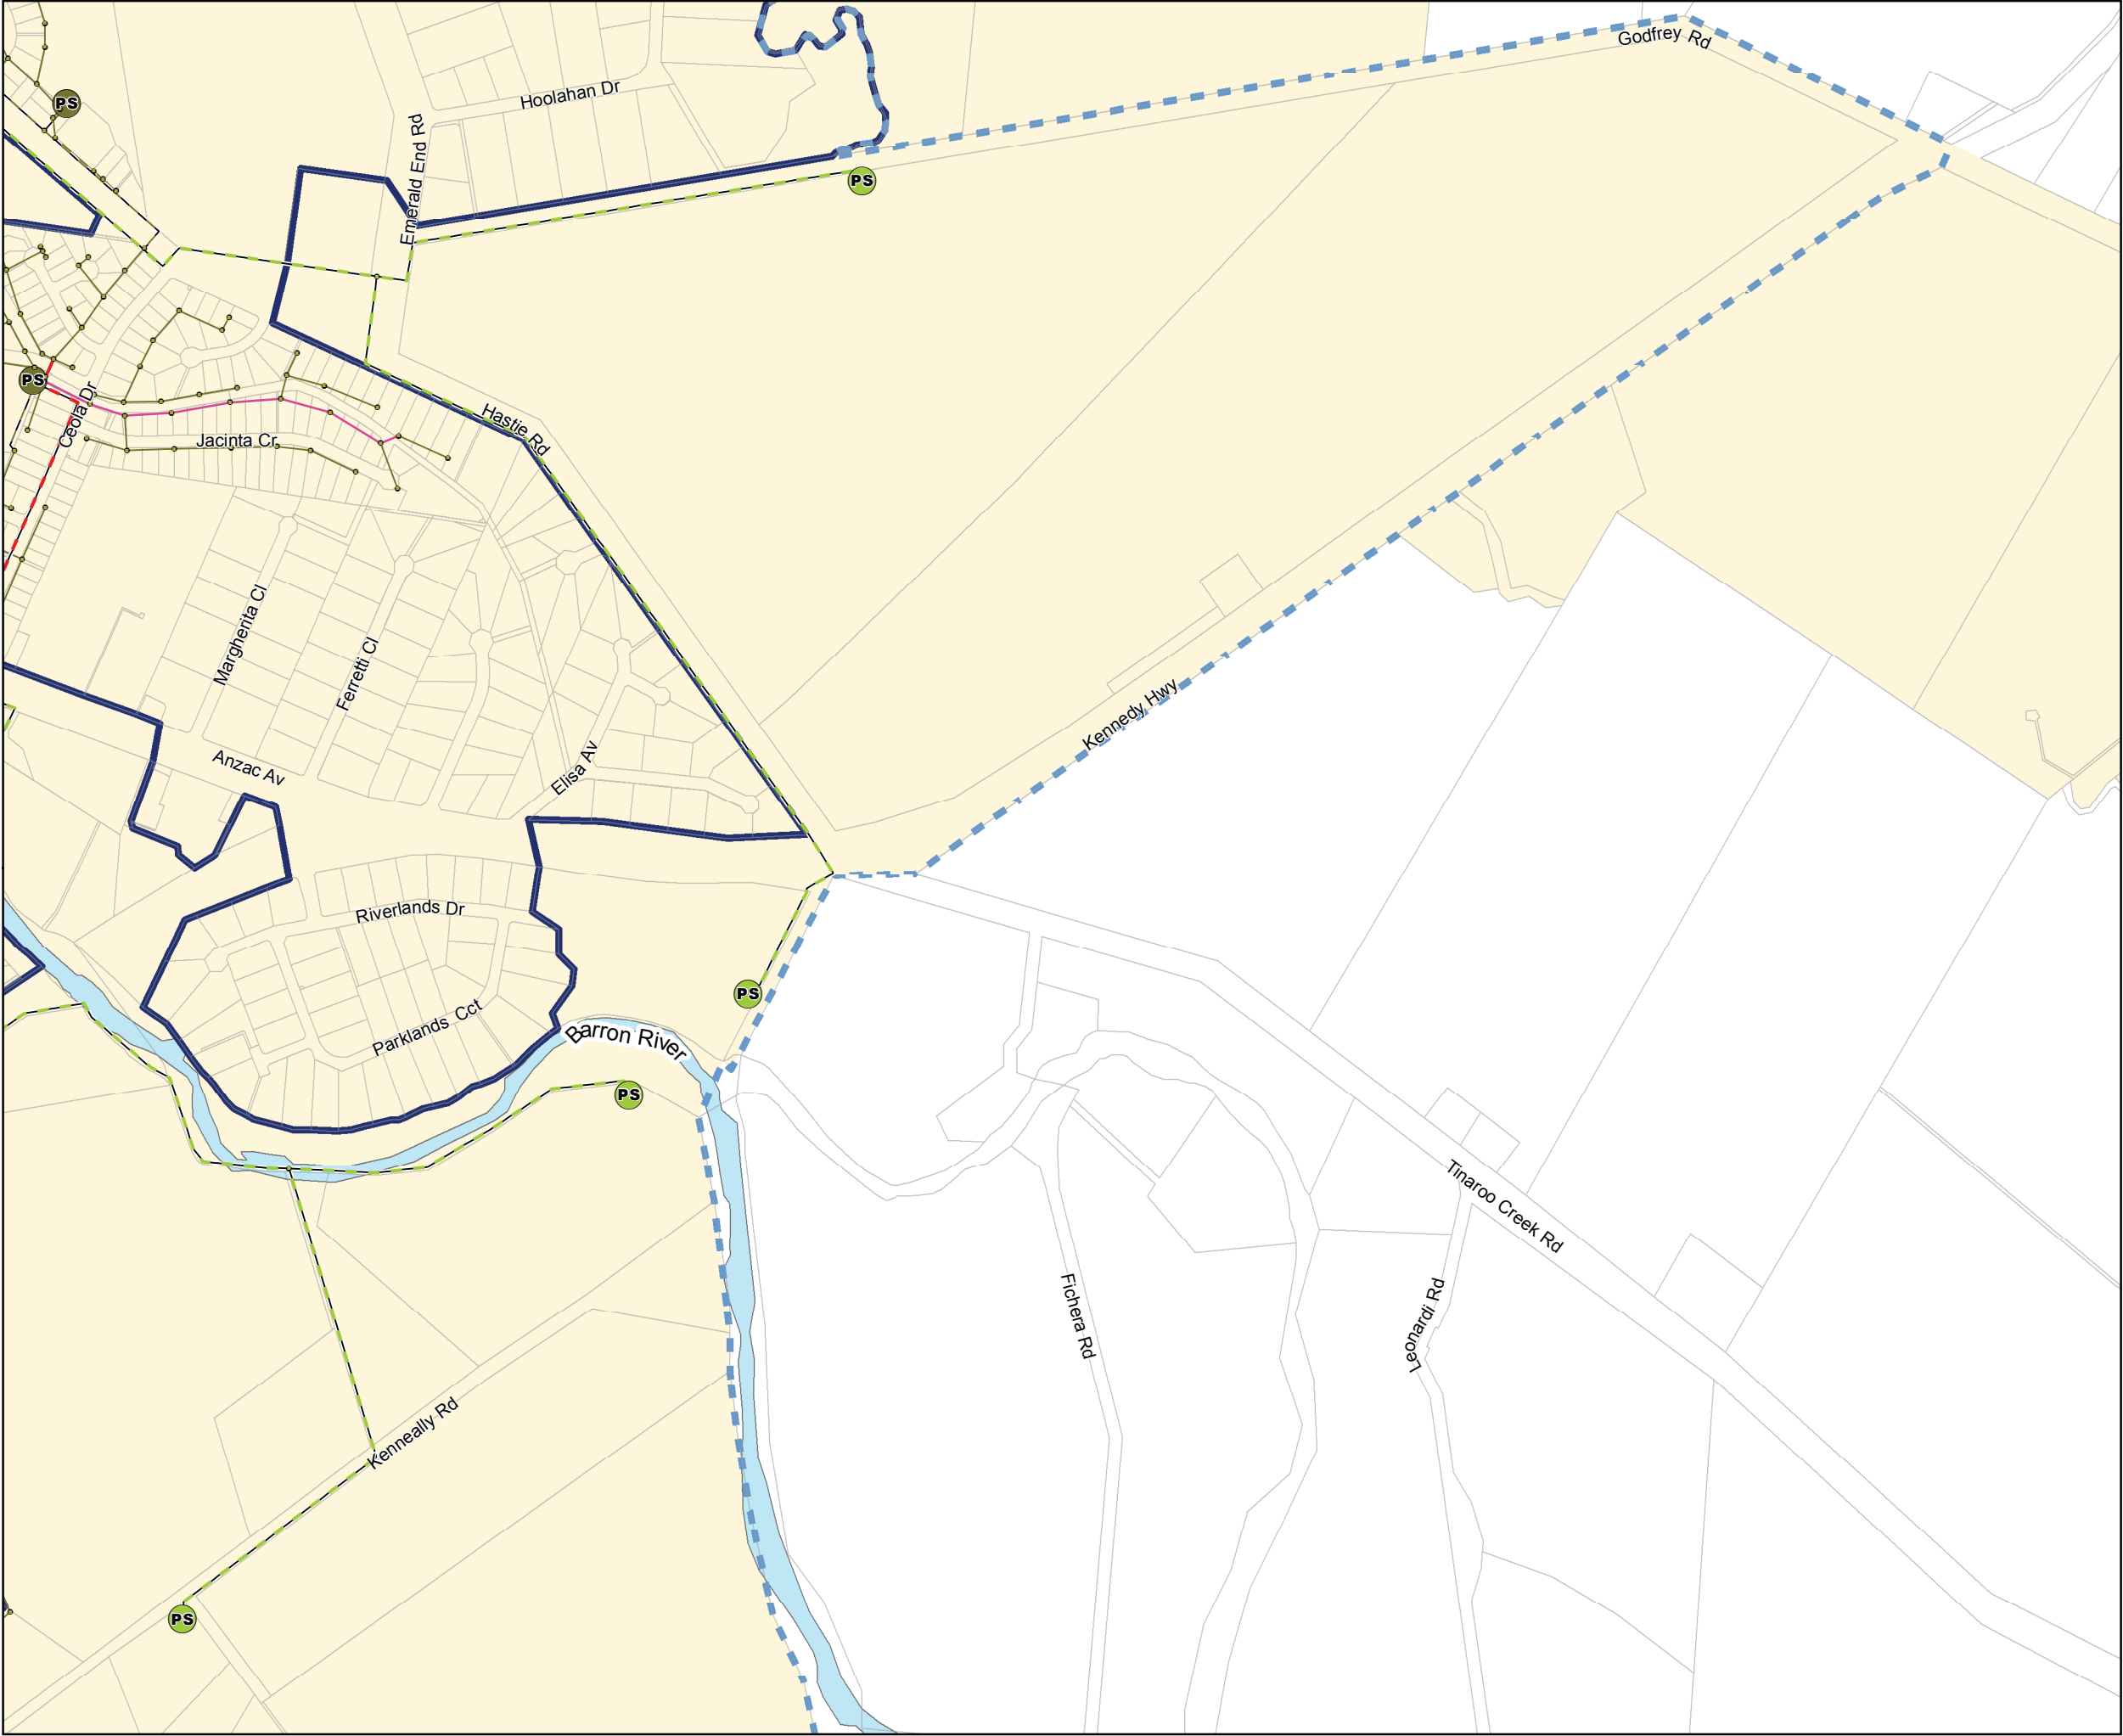 Godfrey Rd
Hoolahan Dr
PS
Emerald End Rd
PS
PS
Ceola Dr
Hastie Rd
Jacinta Cr
Margherita Cl
Ferretti Cl
Kennedy Hwy
Anzac Av
Elisa Av
Riverlands Dr
PS
Parklands Cct
Barron River
PS
Tinaroo Creek Rd
Fichera Rd
Leonardi Rd
Kenneally Rd
PS